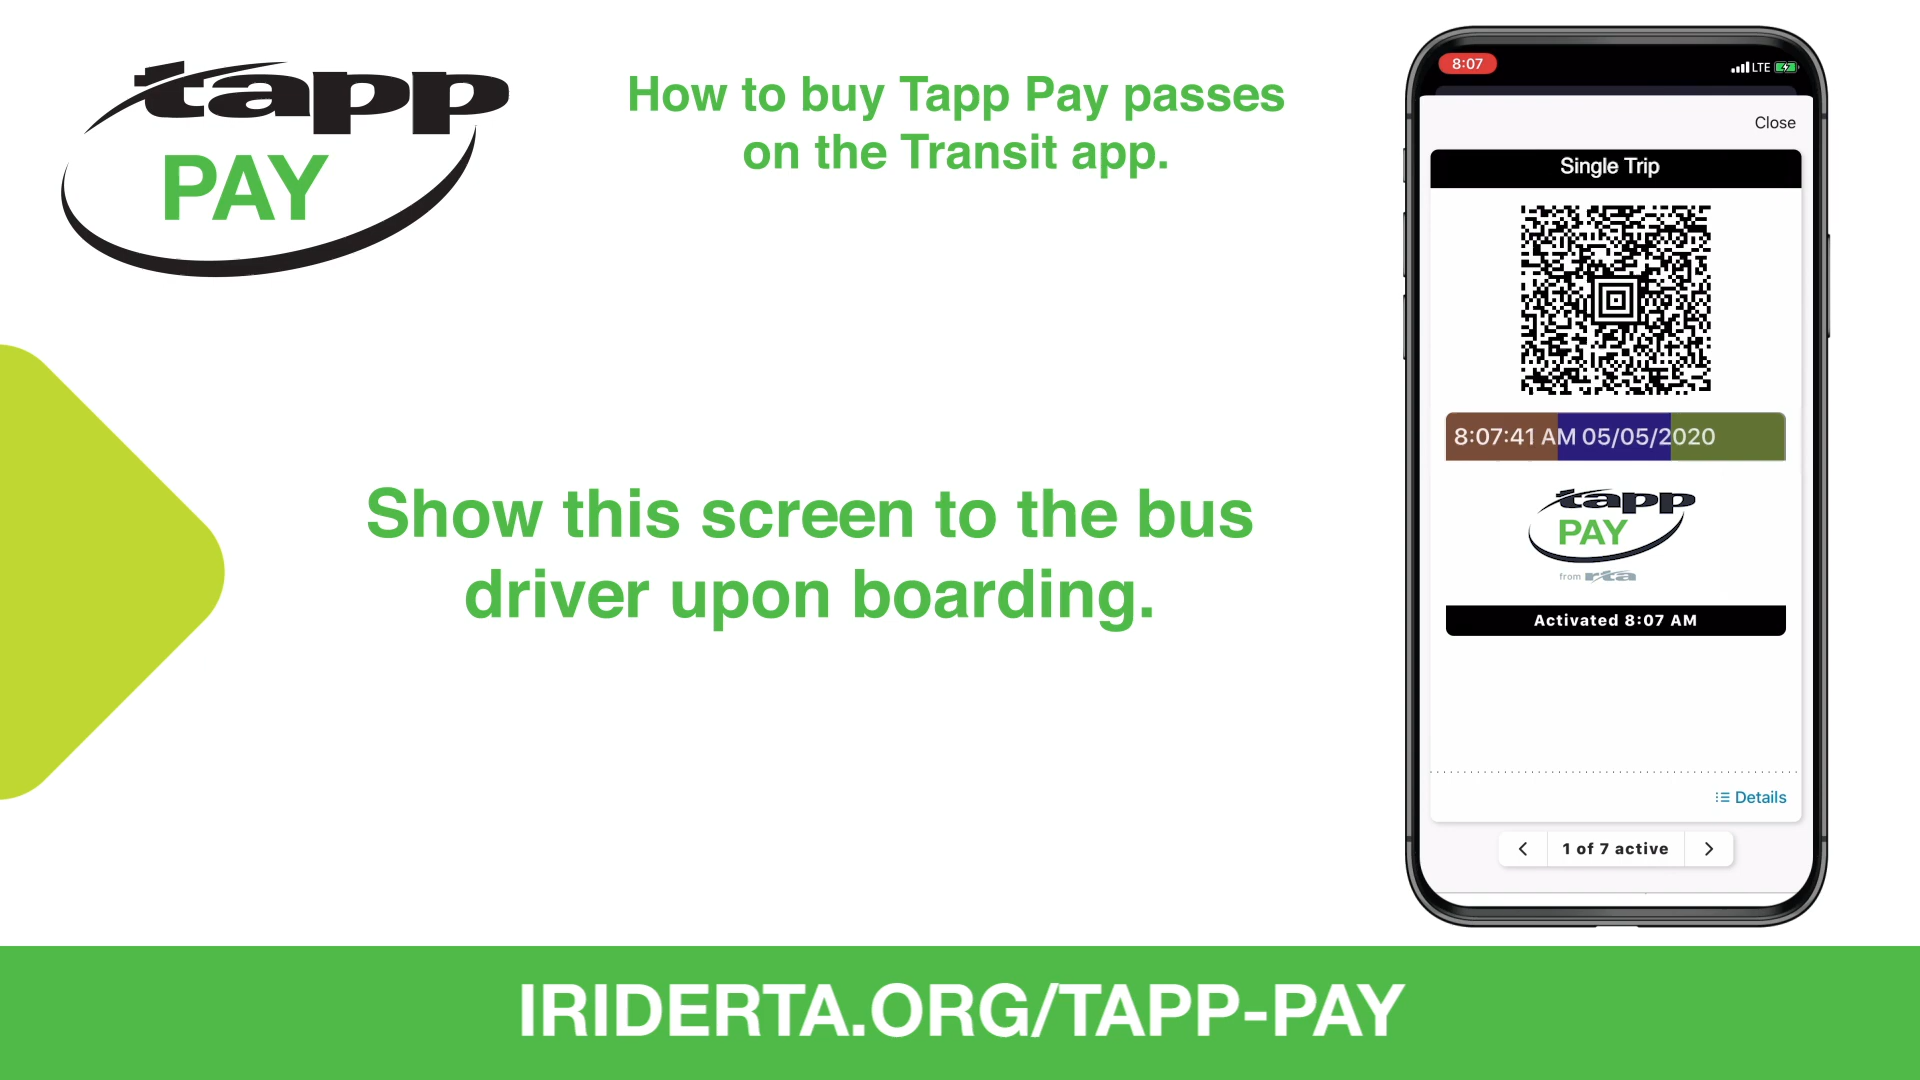 tapp
PAY
How to buy Tapp Pay passes
on the Transit app.
Show this screen to the bus
driver upon boarding.
8:07
LTE
Close
Single Trip
8:07:41 AM 05/05/2020
tapp
PAY
from rta
Activated 8:07 AM
Details
1 of 7 active
IRIDERTA.ORG/TAPP-PAY